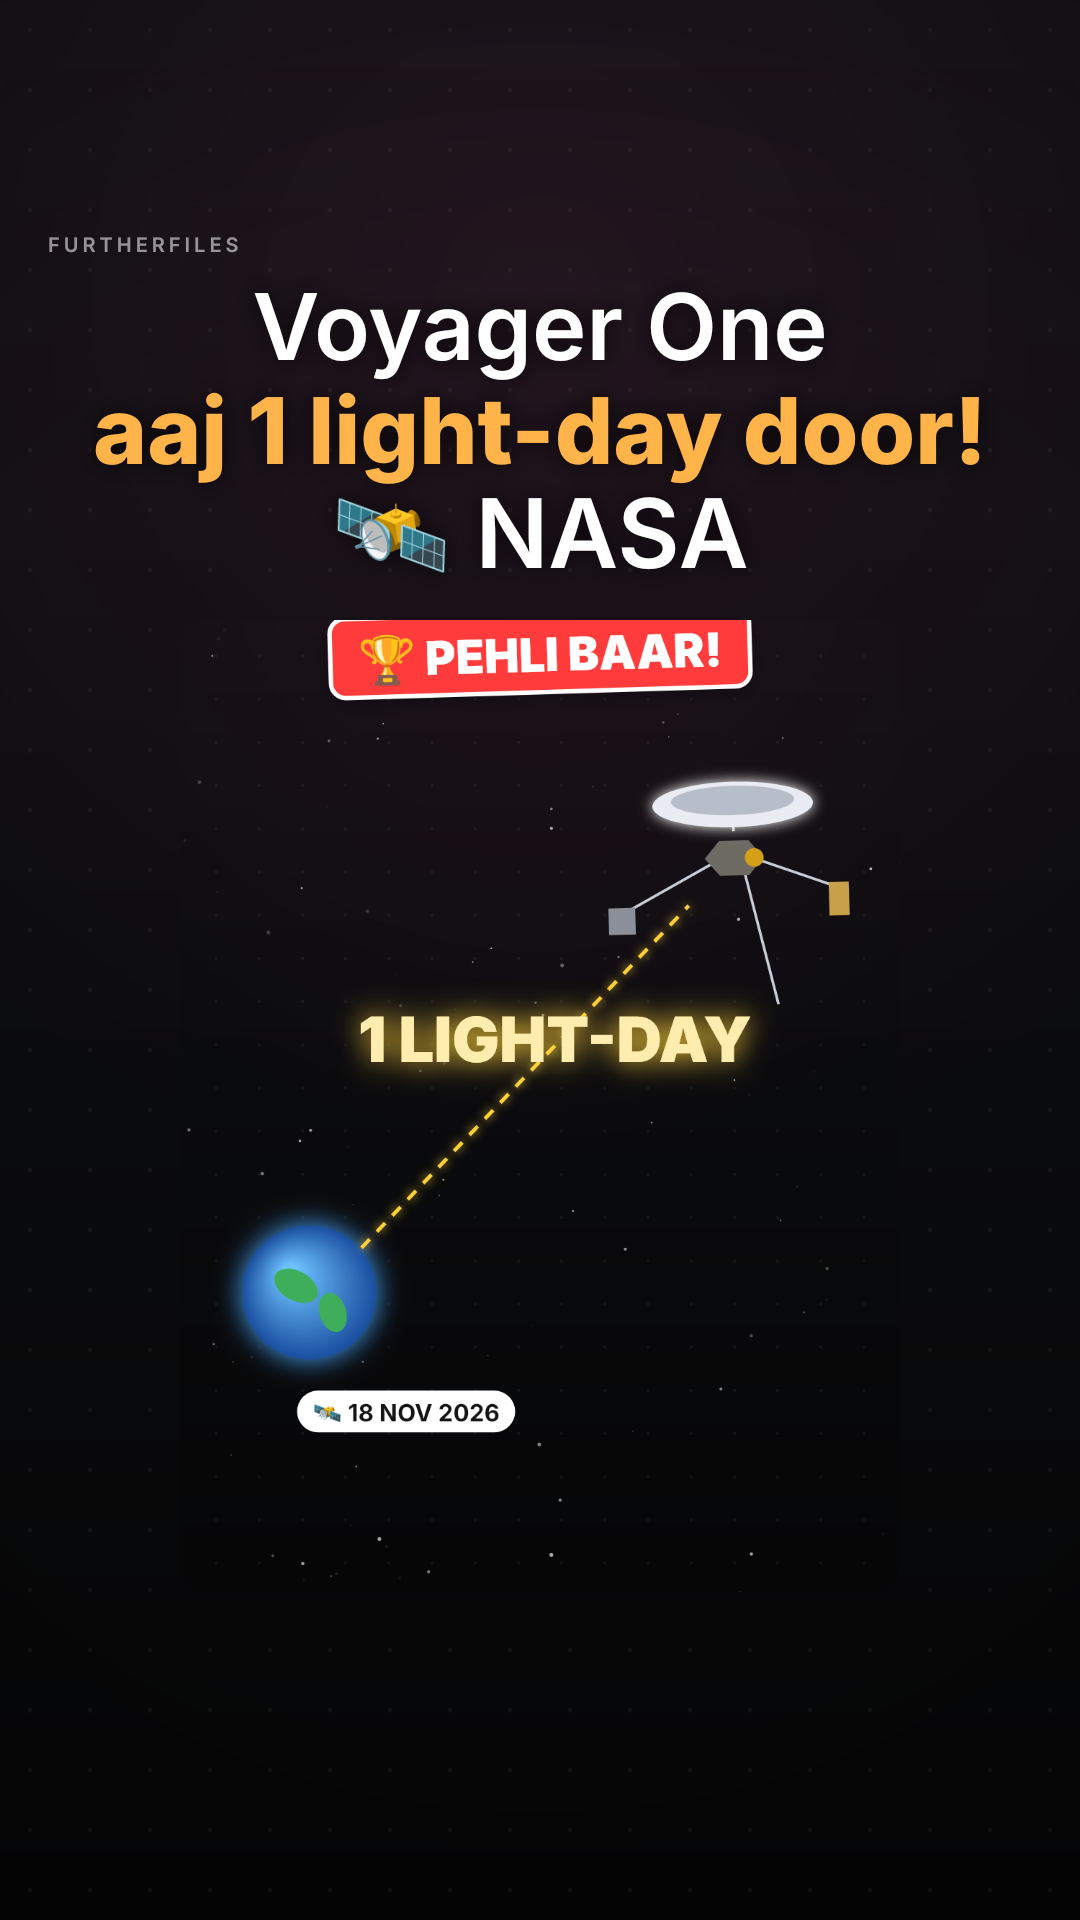 FURTHERFILES
Voyager One
aaj 1 light-day door!
🛰️ NASA
🏆 PEHLI BAAR!
1 LIGHT-DAY
🛰️ 18 NOV 2026